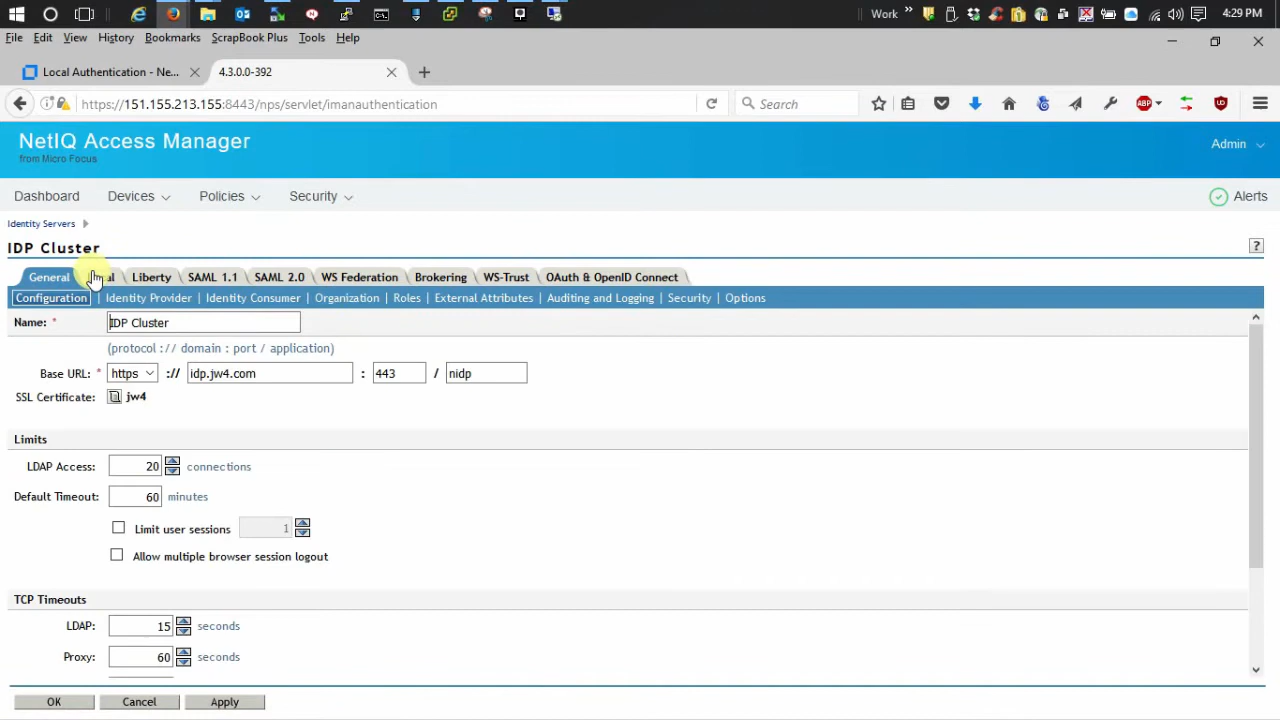 Work » 4:29 PM
File Edit View History Bookmarks ScrapBook Plus Tools Help
Local Authentication - Ne... 4.3.0.0-392
https://151.155.213.155:8443/nps/servlet/imanauthentication Search ABP
NetIQ Access Manager
from Micro Focus
Admin
Dashboard Devices Policies Security Alerts
Identity Servers
IDP Cluster ?
General Liberty SAML 1.1 SAML 2.0 WS Federation Brokering WS-Trust OAuth & OpenID Connect
Configuration | Identity Provider | Identity Consumer | Organization | Roles | External Attributes | Auditing and Logging | Security | Options
Name: * IDP Cluster
(protocol :// domain : port / application)
Base URL: * https :// idp.jw4.com : 443 / nidp
SSL Certificate: jw4
Limits
LDAP Access: 20 connections
Default Timeout: 60 minutes
Limit user sessions 1
Allow multiple browser session logout
TCP Timeouts
LDAP: 15 seconds
Proxy: 60 seconds
OK Cancel Apply